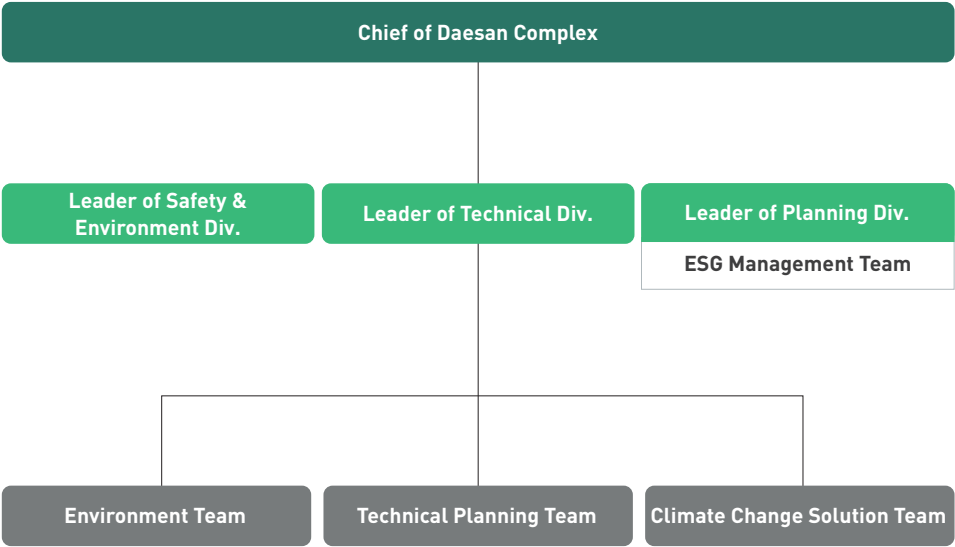 Chief of Daesan Complex
Leader of Safety &
Environment Div.
Leader of Technical Div.
Leader of Planning Div.
ESG Management Team
Environment Team
Technical Planning Team
Climate Change Solution Team